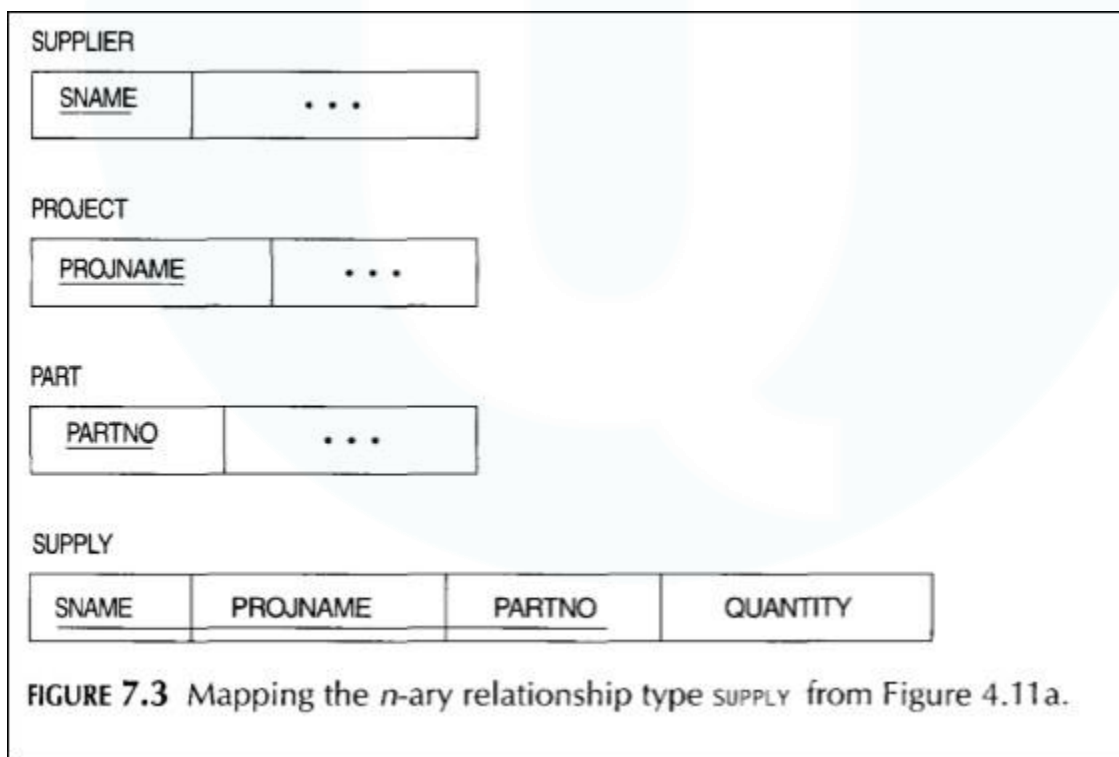 SUPPLIER
SNAME ...
PROJECT
PROJNAME ...
PART
PARTNO ...
SUPPLY
SNAME PROJNAME PARTNO QUANTITY
FIGURE 7.3 Mapping the n-ary relationship type SUPPLY from Figure 4.11a.